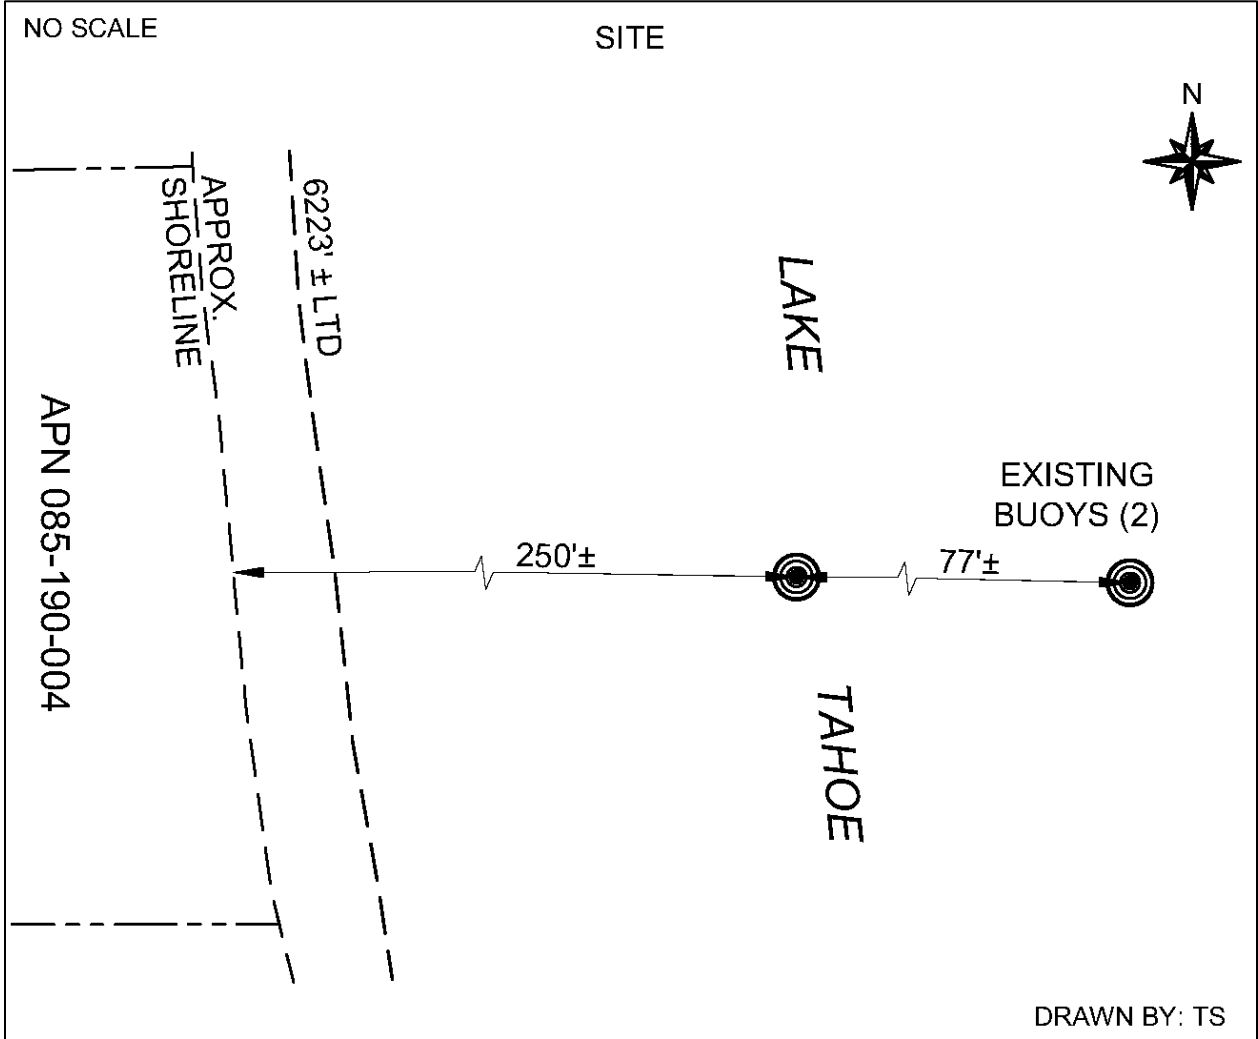 NO SCALE
SITE
N
APPROX.
SHORELINE
6223' ± LTD
LAKE
TAHOE
APN 085-190-004
EXISTING
BUOYS (2)
250'±
77'±
DRAWN BY: TS